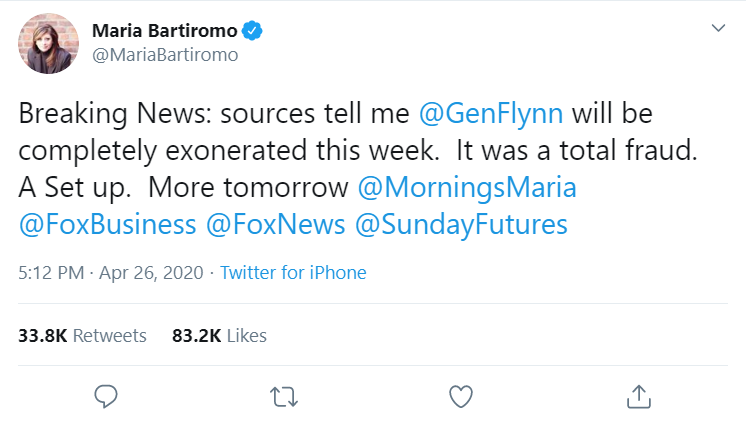 Maria Bartiromo
@MariaBartiromo
Breaking News: sources tell me @GenFlynn will be
completely exonerated this week.  It was a total fraud.
A Set up.  More tomorrow @MorningsMaria
@FoxBusiness @FoxNews @SundayFutures
5:12 PM · Apr 26, 2020 · Twitter for iPhone
33.8K Retweets 83.2K Likes